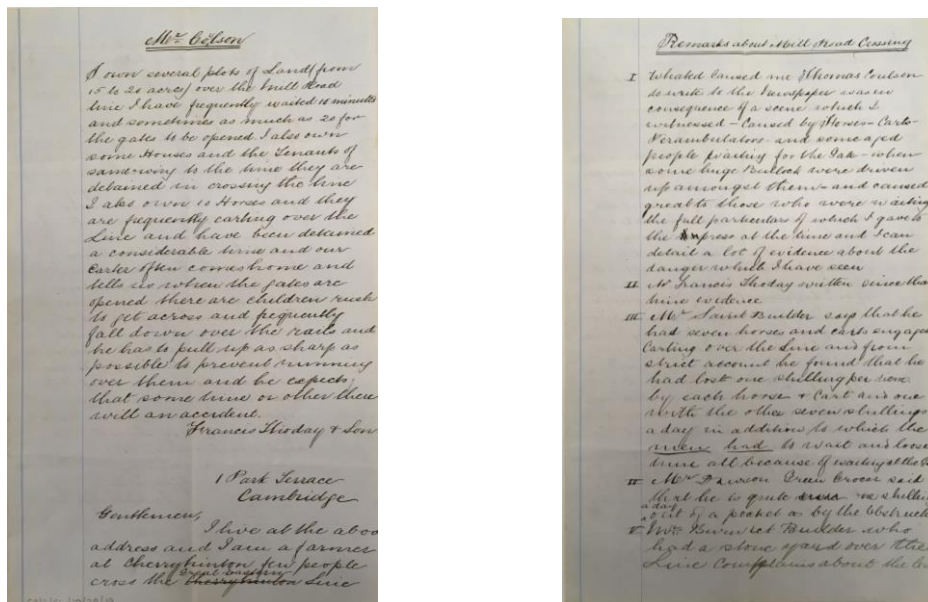 Mr Colson
I own several plots of Land (from
15 to 20 acres) over the Mill Road
line I have frequently waited 10 minutes
and sometimes as much as 20 for
the gates to be opened I also own
some Houses and the Tenants of
same owing to the time they are
detained in crossing the line
I also own 10 Horses and they
are frequently carting over the
Line and have been detained
a considerable time and our
Carter often comes home and
tells us when the gates are
opened there are children rush
to get across and frequently
fall down over the rails and
he has to pull up as sharp as
possible to prevent running
over them and he expects
that some time or other there
will an accident.
Francis Thoday & Son
1 Park Terrace
Cambridge
Gentlemen,
I live at the abov
address and I am a farmer
at Cherryhinton few people
Great Eastern
cross the Cherryhinton Line
Remarks about Mill Road Crossing
I Whated Caused me Thomas Coulson
to write to the Newspaper was in
consequence of a scene which I
witnessed - Caused by Horses - Carts -
Perambulators - and some aged
people waiting for the Gate - when
some huge Bullock were driven
up amongst them - and caused
great to those who were waiting
the full particulars of which I gave to
the express at the time and I can
detail a lot of evidence about the
danger which I have seen
II Mr Francis Thoday written since that
time evidence
III Mr Saint Builder says that he
had seven horses and carts engaged
Carting over the Line and from
strict account he found that he
had lost one shilling per
by each horse & Cart and one
with the other seven shillings
a day in addition to which the
men had to wait and loose
time all because of waiting at the
Mr Dawson Green Grocer said
that he is quite
a day
out of a pocket as by the Obstruct
V Builder who
had a stone yard over the
Line Complains about the